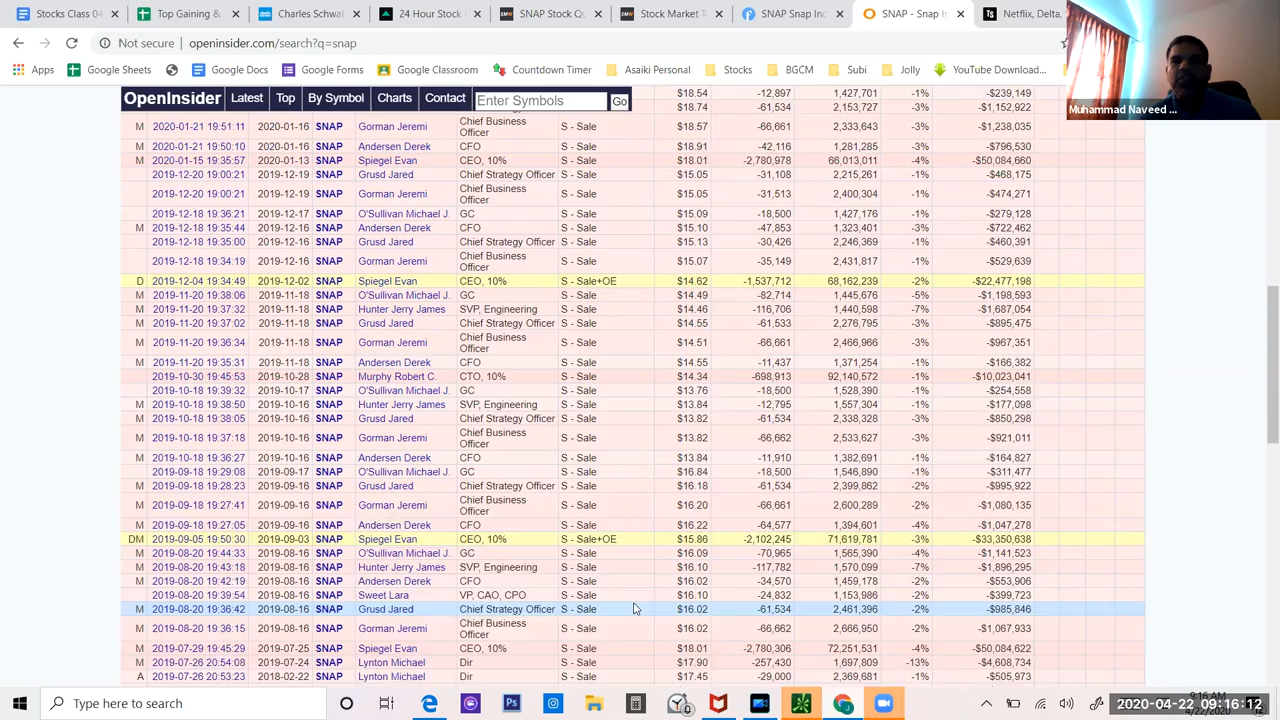 Stocks Class 04
Top Gaining &
Charles Schwa
24 Hour Stock
SNAP Stock Qu
Stock Market T
SNAP Snap Inc
SNAP - Snap In
Netflix, Delta,
Not secure openinsider.com/search?q=snap
Apps Google Sheets Google Docs Google Forms Google Classroom Countdown Timer Asaiki Personal Stocks BGCM Subi Jolly YouTube Download...
Muhammad Naveed ...
OpenInsider Latest Top By Symbol Charts Contact Enter Symbols Go
$18.54 -12,897 1,427,701 -1% -$239,149
$18.74 -61,534 2,153,727 -3% -$1,152,922
M 2020-01-21 19:51:11 2020-01-16 SNAP Gorman Jeremi Chief Business Officer S - Sale $18.57 -66,661 2,333,643 -3% -$1,238,035
M 2020-01-21 19:50:10 2020-01-16 SNAP Andersen Derek CFO S - Sale $18.91 -42,116 1,281,285 -3% -$796,530
M 2020-01-15 19:35:57 2020-01-13 SNAP Spiegel Evan CEO, 10% S - Sale $18.01 -2,780,978 66,013,011 -4% -$50,084,660
2019-12-20 19:00:21 2019-12-19 SNAP Grusd Jared Chief Strategy Officer S - Sale $15.05 -31,108 2,215,261 -1% -$468,175
2019-12-20 19:00:21 2019-12-19 SNAP Gorman Jeremi Chief Business Officer S - Sale $15.05 -31,513 2,400,304 -1% -$474,271
2019-12-18 19:36:21 2019-12-17 SNAP O'Sullivan Michael J. GC S - Sale $15.09 -18,500 1,427,176 -1% -$279,128
M 2019-12-18 19:35:44 2019-12-16 SNAP Andersen Derek CFO S - Sale $15.10 -47,853 1,323,401 -3% -$722,462
2019-12-18 19:35:00 2019-12-16 SNAP Grusd Jared Chief Strategy Officer S - Sale $15.13 -30,426 2,246,369 -1% -$460,391
2019-12-18 19:34:19 2019-12-16 SNAP Gorman Jeremi Chief Business Officer S - Sale $15.07 -35,149 2,431,817 -1% -$529,639
D 2019-12-04 19:34:49 2019-12-02 SNAP Spiegel Evan CEO, 10% S - Sale+OE $14.62 -1,537,712 68,162,239 -2% -$22,477,198
M 2019-11-20 19:38:06 2019-11-18 SNAP O'Sullivan Michael J. GC S - Sale $14.49 -82,714 1,445,676 -5% -$1,198,593
M 2019-11-20 19:37:32 2019-11-18 SNAP Hunter Jerry James SVP, Engineering S - Sale $14.46 -116,706 1,440,598 -7% -$1,687,054
M 2019-11-20 19:37:02 2019-11-18 SNAP Grusd Jared Chief Strategy Officer S - Sale $14.55 -61,533 2,276,795 -3% -$895,475
M 2019-11-20 19:36:34 2019-11-18 SNAP Gorman Jeremi Chief Business Officer S - Sale $14.51 -66,661 2,466,966 -3% -$967,351
M 2019-11-20 19:35:31 2019-11-18 SNAP Andersen Derek CFO S - Sale $14.55 -11,437 1,371,254 -1% -$166,382
2019-10-30 19:45:53 2019-10-28 SNAP Murphy Robert C. CTO, 10% S - Sale $14.34 -698,913 92,140,572 -1% -$10,023,041
M 2019-10-18 19:39:32 2019-10-17 SNAP O'Sullivan Michael J. GC S - Sale $13.76 -18,500 1,528,390 -1% -$254,558
M 2019-10-18 19:38:50 2019-10-16 SNAP Hunter Jerry James SVP, Engineering S - Sale $13.84 -12,795 1,557,304 -1% -$177,098
M 2019-10-18 19:38:05 2019-10-16 SNAP Grusd Jared Chief Strategy Officer S - Sale $13.82 -61,534 2,338,328 -3% -$850,298
M 2019-10-18 19:37:18 2019-10-16 SNAP Gorman Jeremi Chief Business Officer S - Sale $13.82 -66,662 2,533,627 -3% -$921,011
M 2019-10-18 19:36:27 2019-10-16 SNAP Andersen Derek CFO S - Sale $13.84 -11,910 1,382,691 -1% -$164,827
M 2019-09-18 19:29:08 2019-09-17 SNAP O'Sullivan Michael J. GC S - Sale $16.84 -18,500 1,546,890 -1% -$311,477
M 2019-09-18 19:28:23 2019-09-16 SNAP Grusd Jared Chief Strategy Officer S - Sale $16.18 -61,534 2,399,862 -2% -$995,922
M 2019-09-18 19:27:41 2019-09-16 SNAP Gorman Jeremi Chief Business Officer S - Sale $16.20 -66,661 2,600,289 -2% -$1,080,135
M 2019-09-18 19:27:05 2019-09-16 SNAP Andersen Derek CFO S - Sale $16.22 -64,577 1,394,601 -4% -$1,047,278
DM 2019-09-05 19:50:30 2019-09-03 SNAP Spiegel Evan CEO, 10% S - Sale+OE $15.86 -2,102,245 71,619,781 -3% -$33,350,638
M 2019-08-20 19:44:33 2019-08-16 SNAP O'Sullivan Michael J. GC S - Sale $16.09 -70,965 1,565,390 -4% -$1,141,523
M 2019-08-20 19:43:18 2019-08-16 SNAP Hunter Jerry James SVP, Engineering S - Sale $16.10 -117,782 1,570,099 -7% -$1,896,295
M 2019-08-20 19:42:19 2019-08-16 SNAP Andersen Derek CFO S - Sale $16.02 -34,570 1,459,178 -2% -$553,906
2019-08-20 19:39:54 2019-08-16 SNAP Sweet Lara VP, CAO, CPO S - Sale $16.10 -24,832 1,153,986 -2% -$399,723
M 2019-08-20 19:36:42 2019-08-16 SNAP Grusd Jared Chief Strategy Officer S - Sale $16.02 -61,534 2,461,396 -2% -$985,846
M 2019-08-20 19:36:15 2019-08-16 SNAP Gorman Jeremi Chief Business Officer S - Sale $16.02 -66,662 2,666,950 -2% -$1,067,933
2019-07-29 19:45:29 2019-07-25 SNAP Spiegel Evan CEO, 10% S - Sale $18.01 -2,780,306 72,251,531 -4% -$50,084,622
M 2019-07-26 20:54:08 2019-07-24 SNAP Lynton Michael Dir S - Sale $17.90 -257,430 1,697,809 -13% -$4,608,734
A 2019-07-26 20:53:23 2018-02-22 SNAP Lynton Michael Dir S - Sale $17.45 -29,000 2,369,681 -1% -$505,973
Type here to search
9:16 AM
2020-04-22 09:16:12